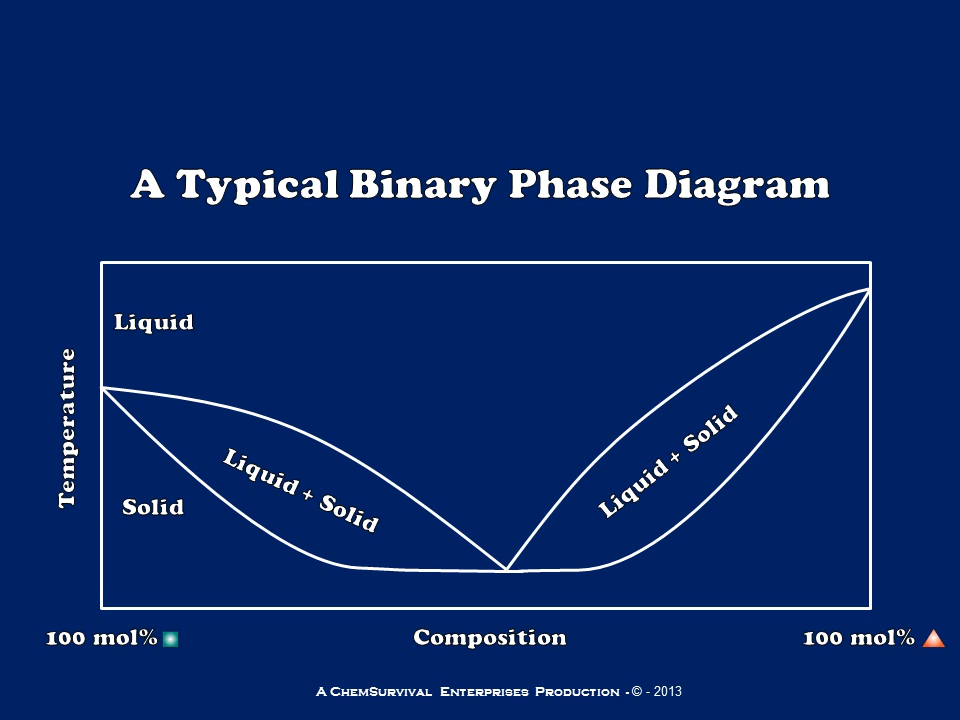 A Typical Binary Phase Diagram
Liquid
Temperature
Liquid + Solid
Liquid + Solid
Solid
100 mol%
Composition
100 mol%
A ChemSurvival Enterprises Production - © - 2013